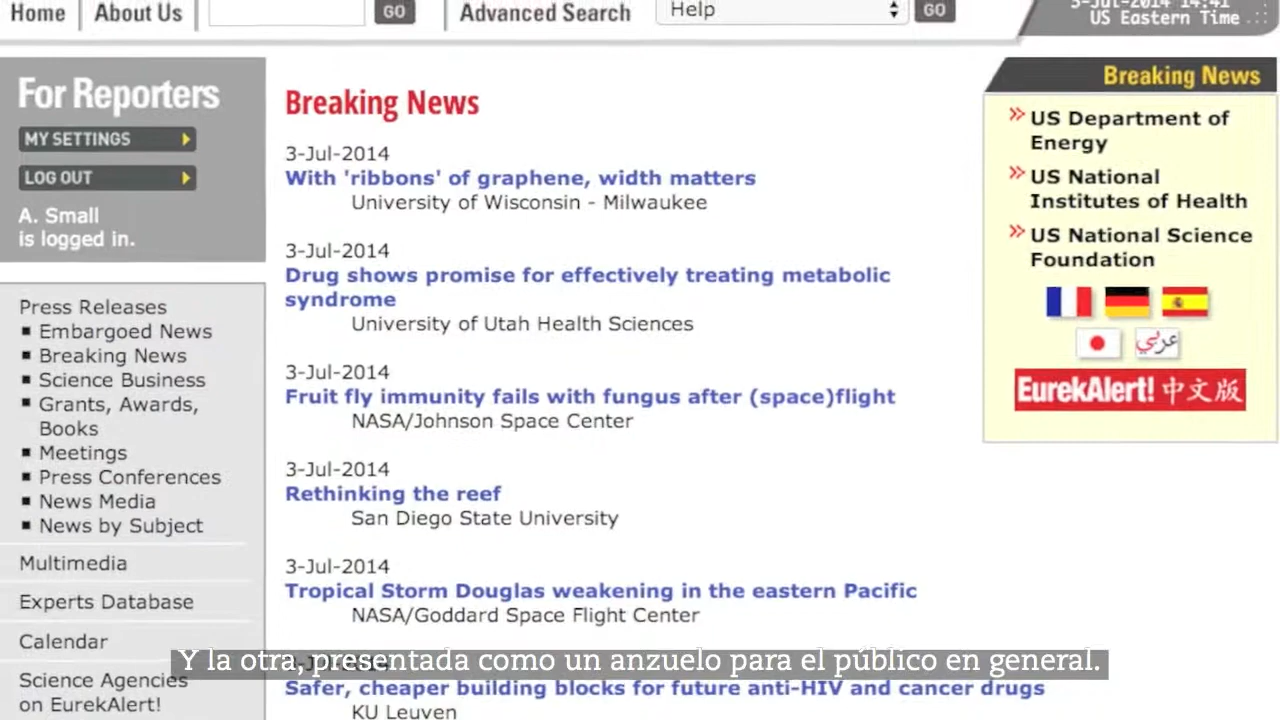 Home
About Us
GO
Advanced Search
Help
GO
3-Jul-2014 14:41
US Eastern Time
For Reporters
MY SETTINGS
LOG OUT
A. Small
is logged in.
Press Releases
Embargoed News
Breaking News
Science Business
Grants, Awards,
Books
Meetings
Press Conferences
News Media
News by Subject
Multimedia
Experts Database
Calendar
Science Agencies
on EurekAlert!
Breaking News
3-Jul-2014
With 'ribbons' of graphene, width matters
University of Wisconsin - Milwaukee
3-Jul-2014
Drug shows promise for effectively treating metabolic
syndrome
University of Utah Health Sciences
3-Jul-2014
Fruit fly immunity fails with fungus after (space)flight
NASA/Johnson Space Center
3-Jul-2014
Rethinking the reef
San Diego State University
3-Jul-2014
Tropical Storm Douglas weakening in the eastern Pacific
NASA/Goddard Space Flight Center
3-Jul-2014
Safer, cheaper building blocks for future anti-HIV and cancer drugs
KU Leuven
Breaking News
US Department of
Energy
US National
Institutes of Health
US National Science
Foundation
عربي
EurekAlert! 中文版
Y la otra, presentada como un anzuelo para el público en general.